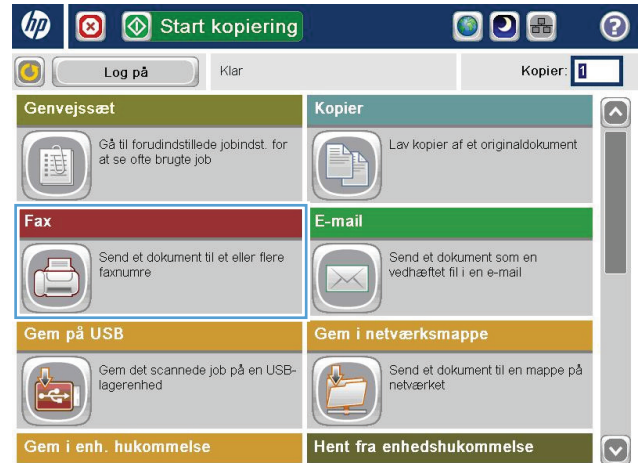 hp
Start kopiering
?
Log på
Klar
Kopier: 1
Genvejssæt
Gå til forudindstillede jobindst. for
at se ofte brugte job
Kopier
Lav kopier af et originaldokument
Fax
Send et dokument til et eller flere
faxnumre
E-mail
Send et dokument som en
vedhæftet fil i en e-mail
Gem på USB
Gem det scannede job på en USB-
lagerenhed
Gem i netværksmappe
Send et dokument til en mappe på
netværket
Gem i enh. hukommelse
Hent fra enhedshukommelse